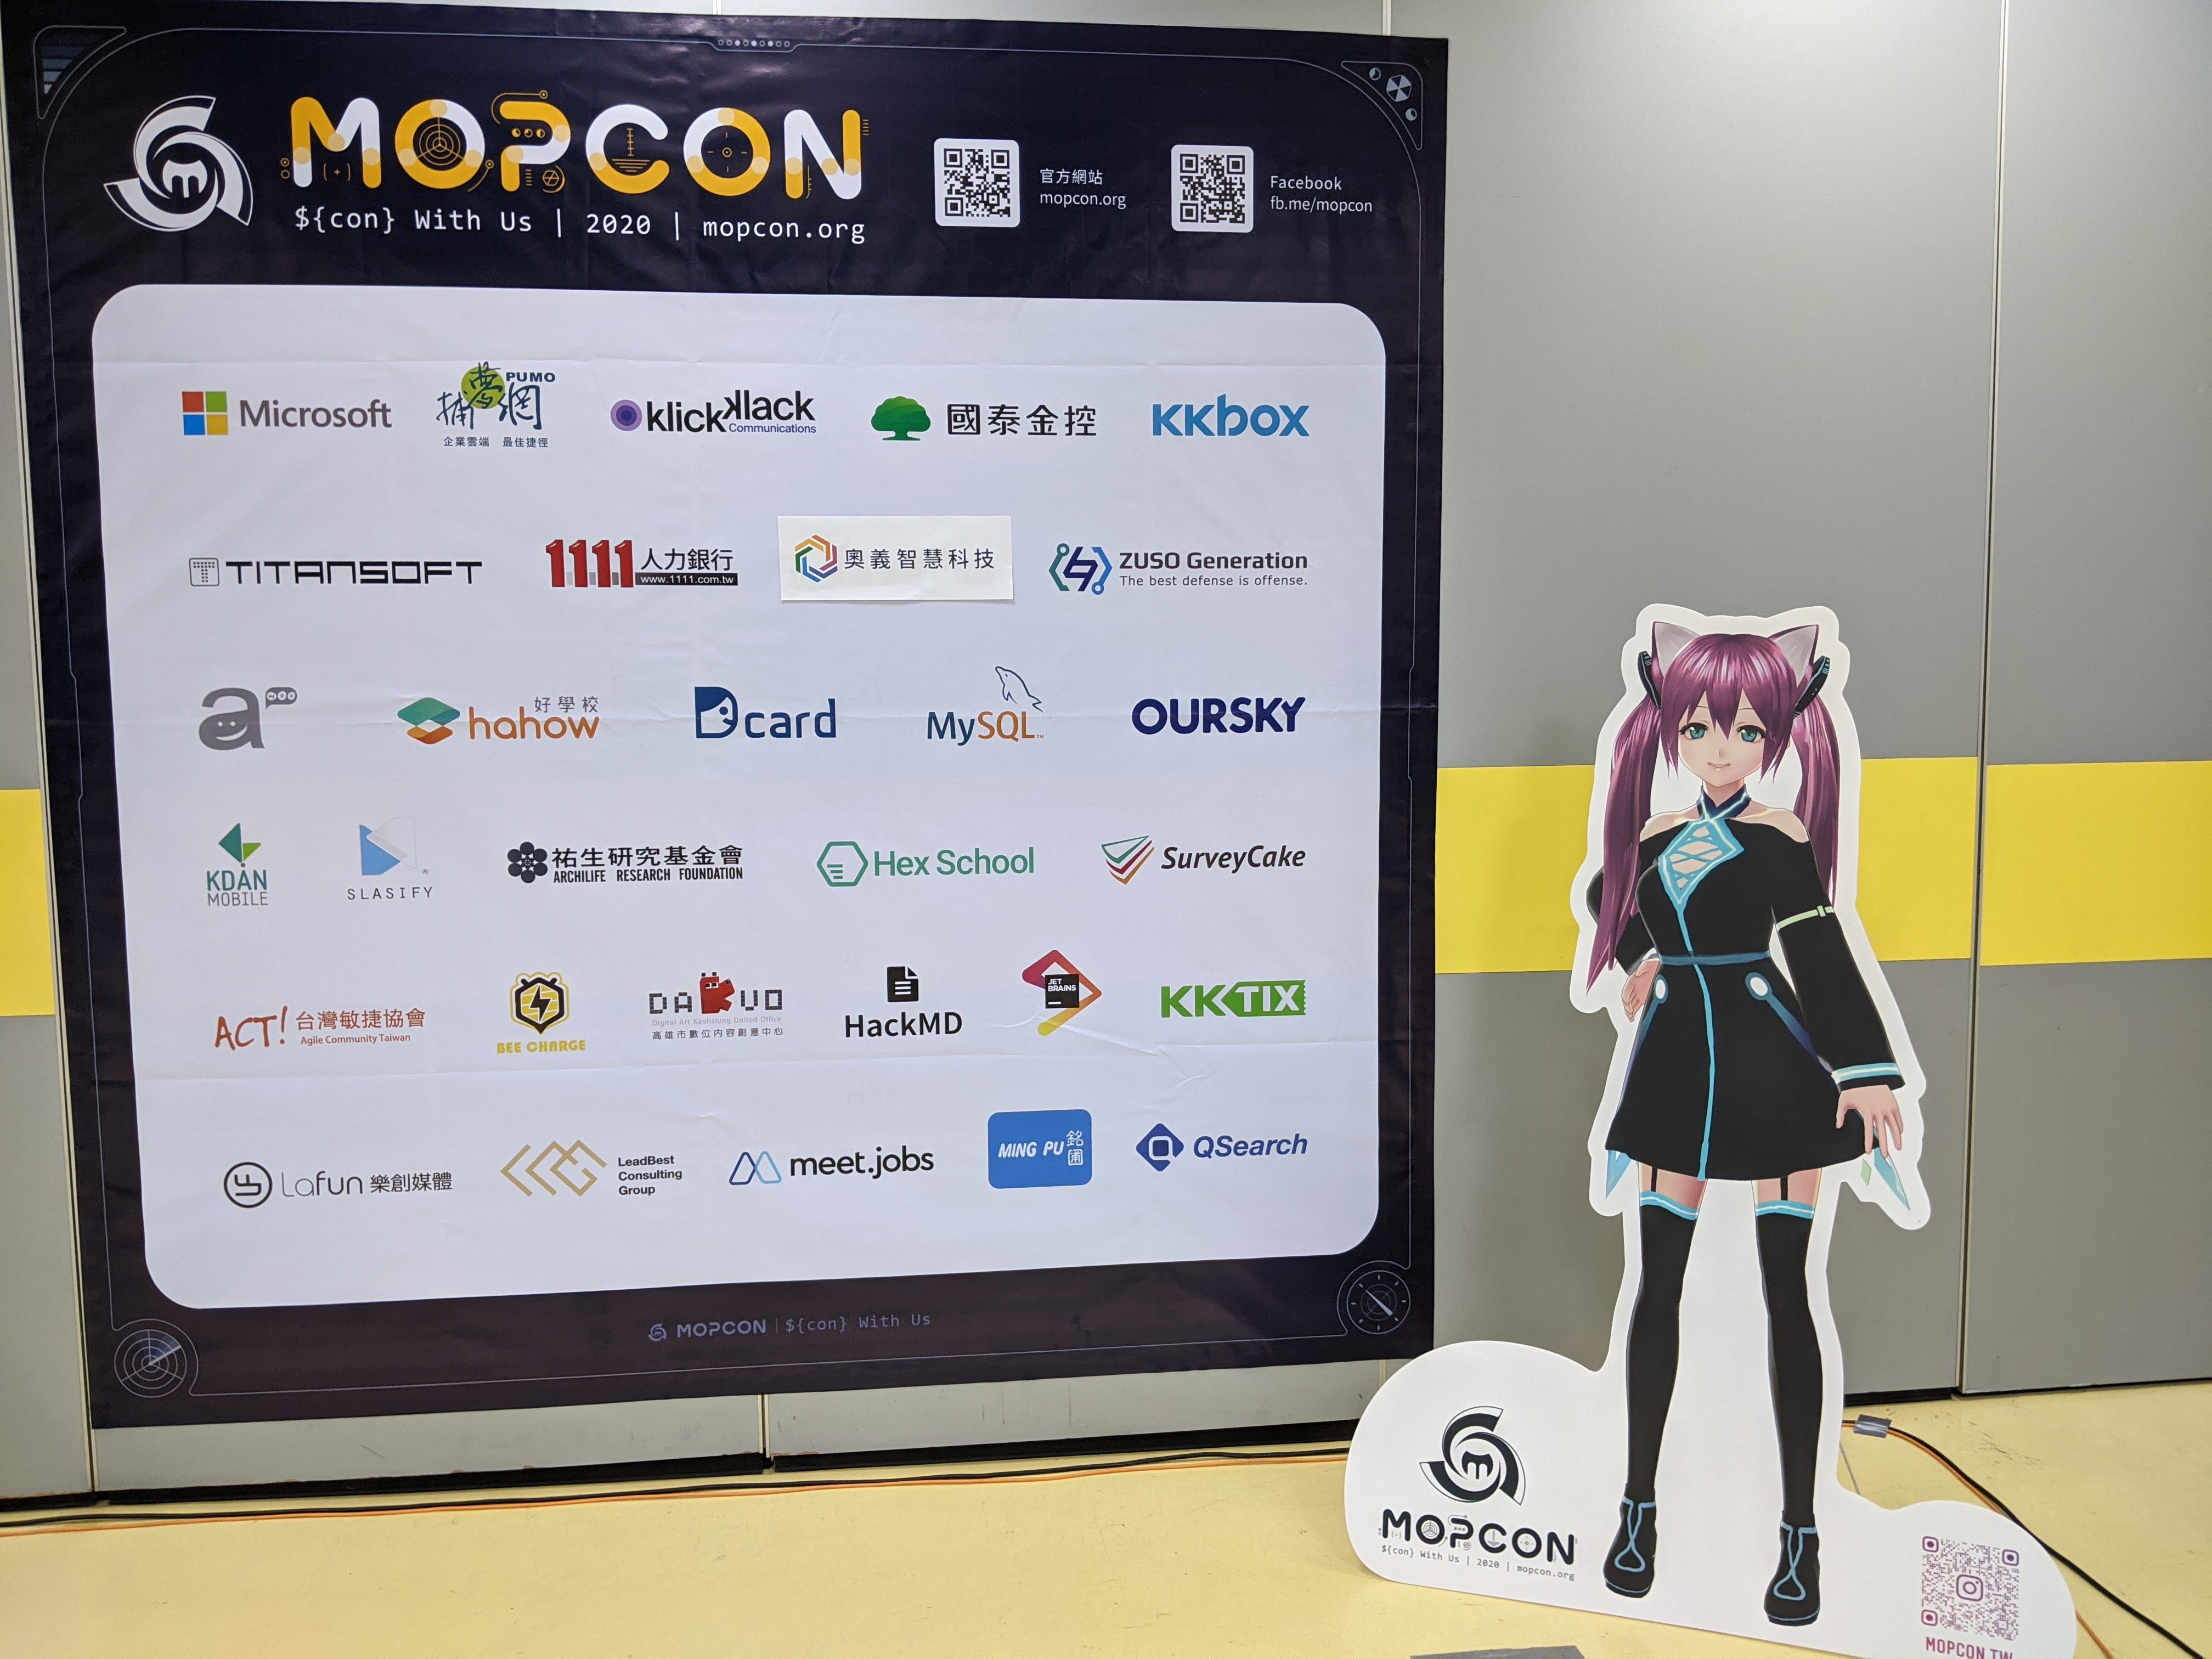 MOPCON
${con} With Us | 2020 | mopcon.org
官方網站
mopcon.org
Facebook
fb.me/mopcon
Microsoft
捕夢網 PUMO
企業雲端 最佳捷徑
klickklack
Communications
國泰金控
KKBOX
TITANSOFT
1111 人力銀行
www.1111.com.tw
奧義智慧科技
ZUSO Generation
The best defense is offense.
a
好學校
hahow
Dcard
MySQL™
OURSKY
KDAN
MOBILE
SLASIFY®
祐生研究基金會
ARCHILIFE RESEARCH FOUNDATION
Hex School
SurveyCake
ACT! 台灣敏捷協會
Agile Community Taiwan
BEE CHARGE
DAKUO
Digital Art Kaohsiung United Office
高雄市數位內容創意中心
HackMD
JET
BRAINS
KKTIX
Lafun 樂創媒體
LeadBest
Consulting
Group
meet.jobs
MING PU 銘圃
QSearch
MOPCON | ${con} With Us
MOPCON
${con} With Us | 2020 | mopcon.org
MOPCON.TW